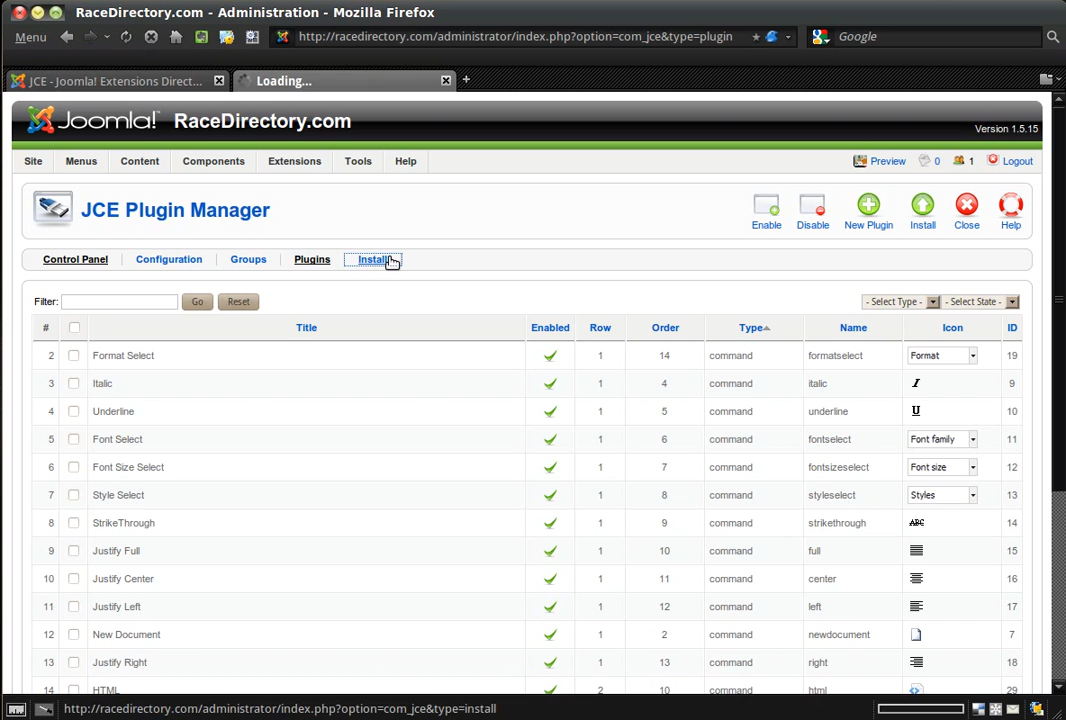 RaceDirectory.com - Administration - Mozilla Firefox
Menu http://racedirectory.com/administrator/index.php?option=com_jce&type=plugin Google
JCE - Joomla! Extensions Direct... Loading...
Joomla! RaceDirectory.com
Version 1.5.15
Site Menus Content Components Extensions Tools Help Preview 0 1 Logout
JCE Plugin Manager
Enable Disable New Plugin Install Close Help
Control Panel Configuration Groups Plugins Install
Filter: Go Reset - Select Type - - Select State -
# Title Enabled Row Order Type Name Icon ID
2 Format Select 1 14 command formatselect Format 19
3 Italic 1 4 command italic I 9
4 Underline 1 5 command underline U 10
5 Font Select 1 6 command fontselect Font family 11
6 Font Size Select 1 7 command fontsizeselect Font size 12
7 Style Select 1 8 command styleselect Styles 13
8 StrikeThrough 1 9 command strikethrough ABC 14
9 Justify Full 1 10 command full 15
10 Justify Center 1 11 command center 16
11 Justify Left 1 12 command left 17
12 New Document 1 2 command newdocument 7
13 Justify Right 1 13 command right 18
14 HTML 2 10 command html 29
http://racedirectory.com/administrator/index.php?option=com_jce&type=install